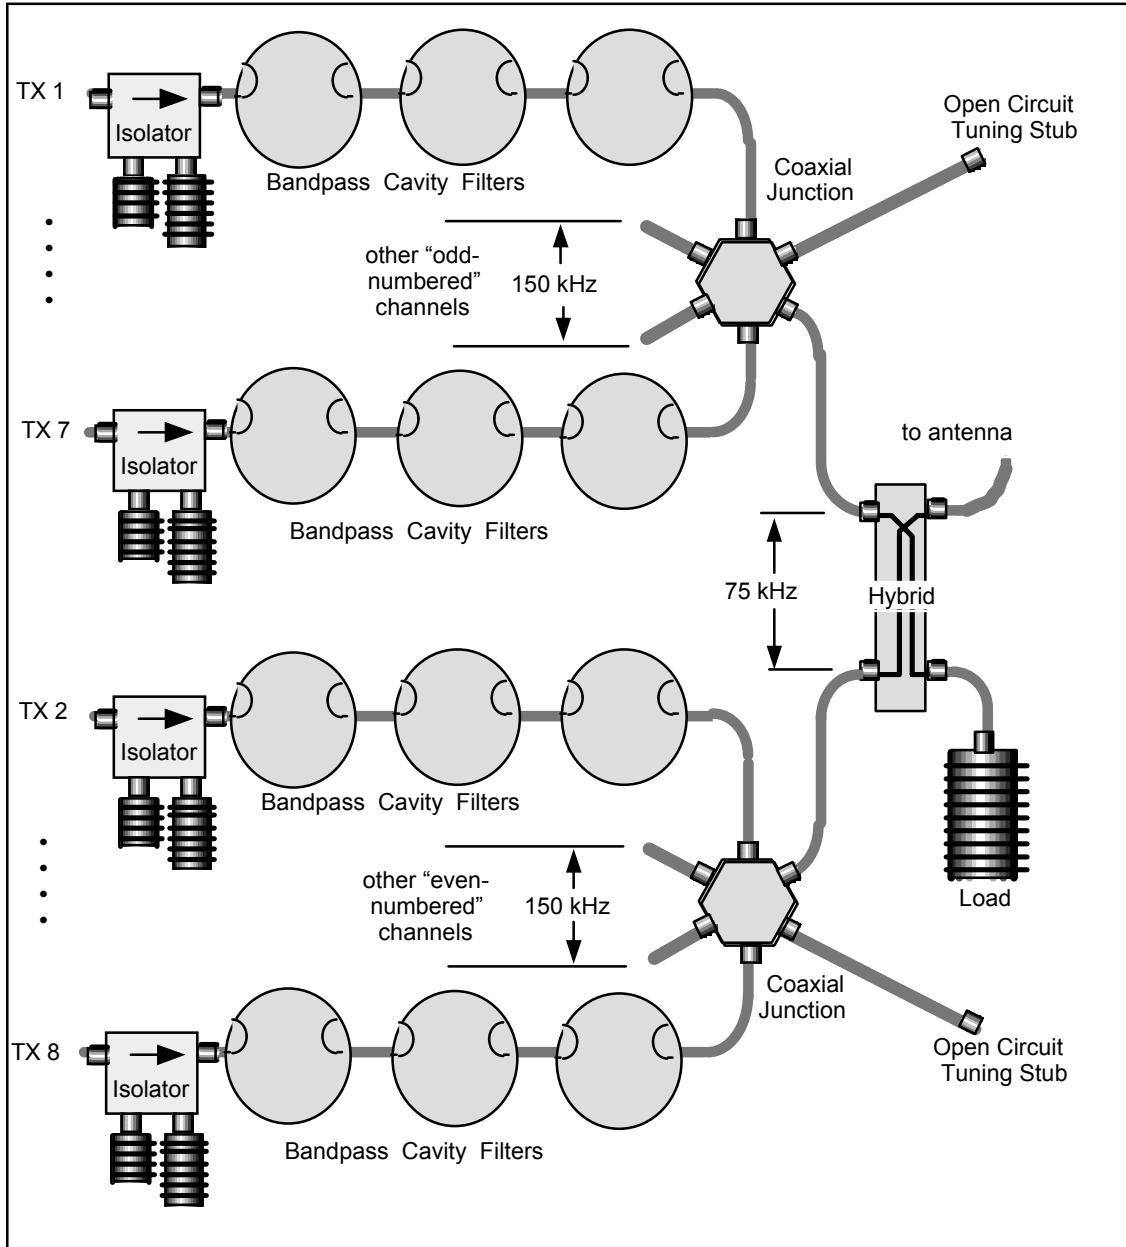 TX 1
Isolator
Bandpass Cavity Filters
Open Circuit
Tuning Stub
Coaxial
Junction
other “odd-
numbered”
channels
150 kHz
TX 7
Isolator
Bandpass Cavity Filters
to antenna
75 kHz
Hybrid
TX 2
Isolator
Bandpass Cavity Filters
other “even-
numbered”
channels
150 kHz
Load
Coaxial
Junction
TX 8
Isolator
Bandpass Cavity Filters
Open Circuit
Tuning Stub